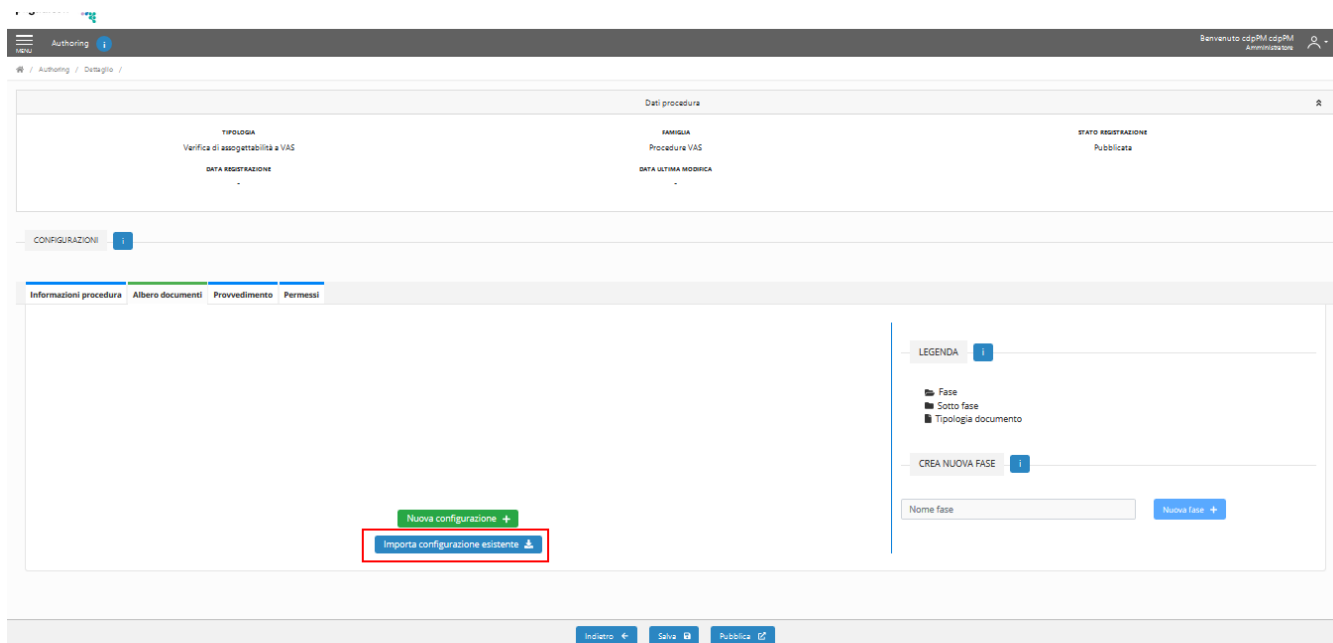 MENU Authoring i Benvenuto cdpPM cdpPM
Amministratore
/ Authoring / Dettaglio /
Dati procedura
TIPOLOGIA FAMIGLIA STATO REGISTRAZIONE
Verifica di assogettabilità a VAS Procedure VAS Pubblicata
DATA REGISTRAZIONE DATA ULTIMA MODIFICA
- -
CONFIGURAZIONI i
Informazioni procedura Albero documenti Provvedimento Permessi
LEGENDA i
Fase
Sotto fase
Tipologia documento
CREA NUOVA FASE i
Nome fase Nuova fase +
Nuova configurazione +
Importa configurazione esistente
Indietro Salva Pubblica